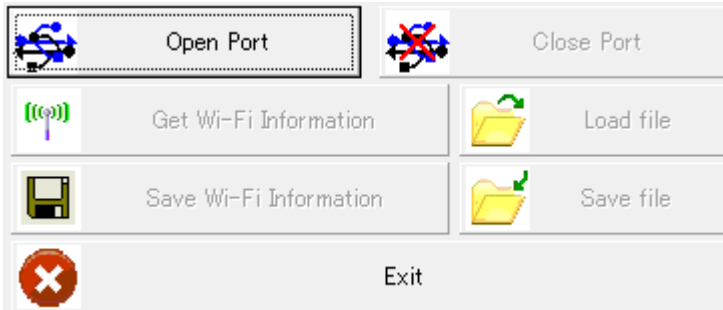 Open Port
Close Port
Get Wi-Fi Information
Load file
Save Wi-Fi Information
Save file
Exit